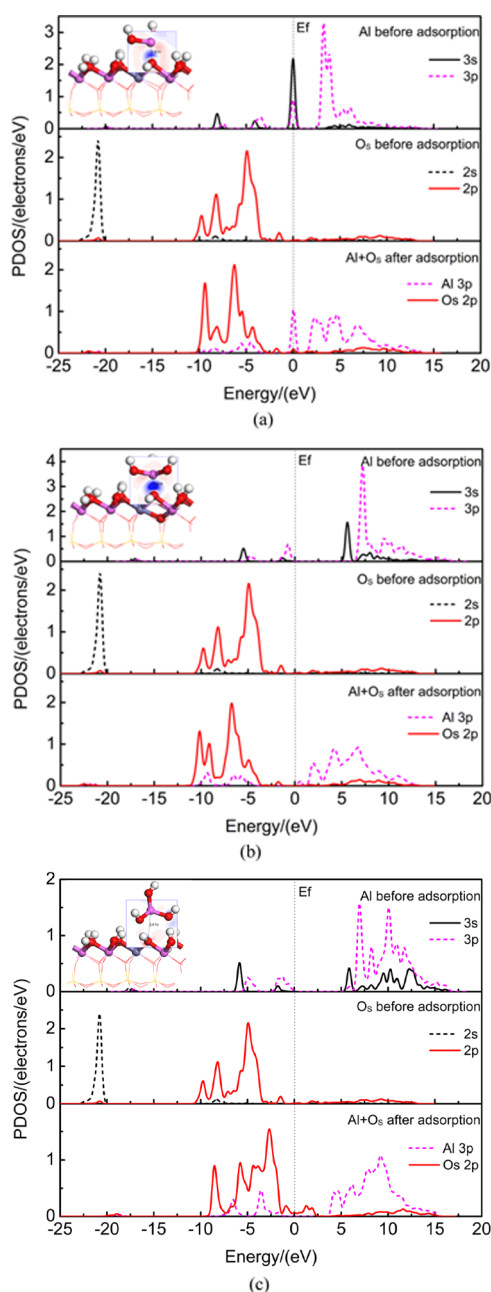 Ef
Al before adsorption
3s
3p
3
2
1
0
Os before adsorption
2s
2p
2
1
0
Al+Os after adsorption
Al 3p
Os 2p
2
1
0
PDOS/(electrons/eV)
-25 -20 -15 -10 -5 0 5 10 15 20
Energy/(eV)
(a)
Ef
Al before adsorption
3s
3p
4
3
2
1
0
Os before adsorption
2s
2p
2
1
0
Al+Os after adsorption
Al 3p
Os 2p
2
1
0
PDOS/(electrons/eV)
-25 -20 -15 -10 -5 0 5 10 15 20
Energy/(eV)
(b)
Ef
Al before adsorption
3s
3p
2
1
0
Os before adsorption
2s
2p
2
1
0
Al+Os after adsorption
Al 3p
Os 2p
2
1
0
PDOS/(electrons/eV)
-25 -20 -15 -10 -5 0 5 10 15 20
Energy/(eV)
(c)